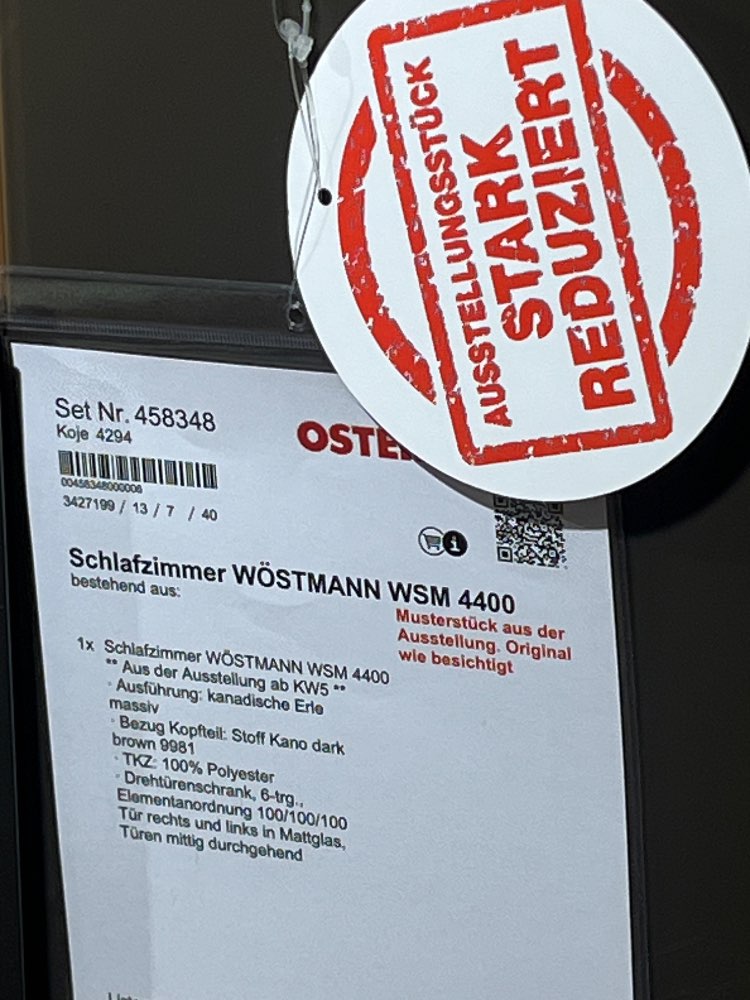 AUSSTELLUNGSSTÜCK
STARK
REDUZIERT
Set Nr. 458348
Koje 4294
00458348000006
3427199 / 13 / 7 / 40
Schlafzimmer WÖSTMANN WSM 4400
bestehend aus:
Musterstück aus der
Ausstellung. Original
wie besichtigt
1x Schlafzimmer WÖSTMANN WSM 4400
** Aus der Ausstellung ab KW5 **
· Ausführung: kanadische Erle
massiv
· Bezug Kopfteil: Stoff Kano dark
brown 9981
· TKZ: 100% Polyester
· Drehtürenschrank, 6-trg.,
Elementanordnung 100/100/100
Tür rechts und links in Mattglas,
Türen mittig durchgehend